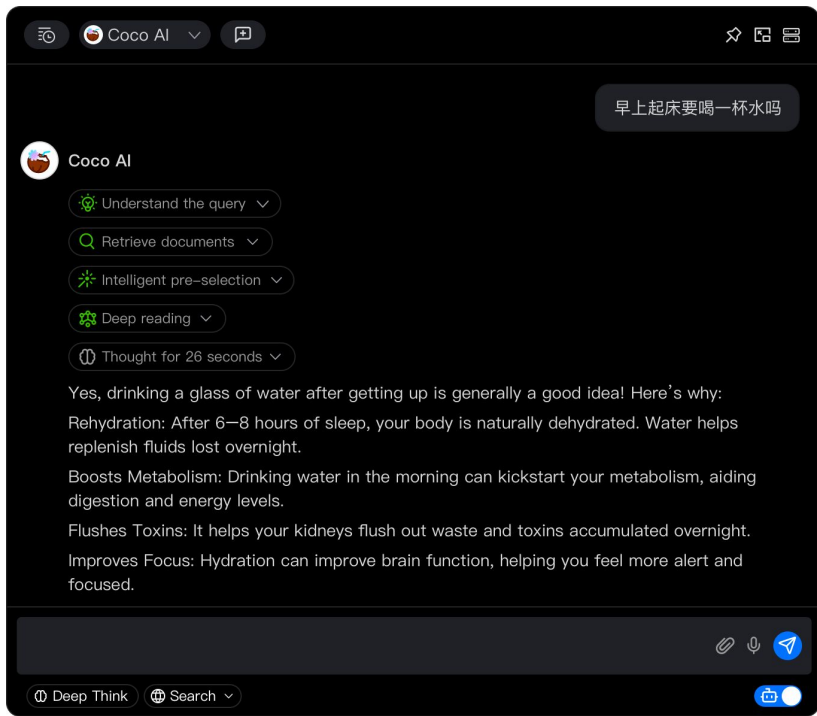 Coco AI
早上起床要喝一杯水吗
Coco AI
Understand the query
Retrieve documents
Intelligent pre-selection
Deep reading
Thought for 26 seconds
Yes, drinking a glass of water after getting up is generally a good idea! Here's why:
Rehydration: After 6–8 hours of sleep, your body is naturally dehydrated. Water helps
replenish fluids lost overnight.
Boosts Metabolism: Drinking water in the morning can kickstart your metabolism, aiding
digestion and energy levels.
Flushes Toxins: It helps your kidneys flush out waste and toxins accumulated overnight.
Improves Focus: Hydration can improve brain function, helping you feel more alert and
focused.
Deep Think Search